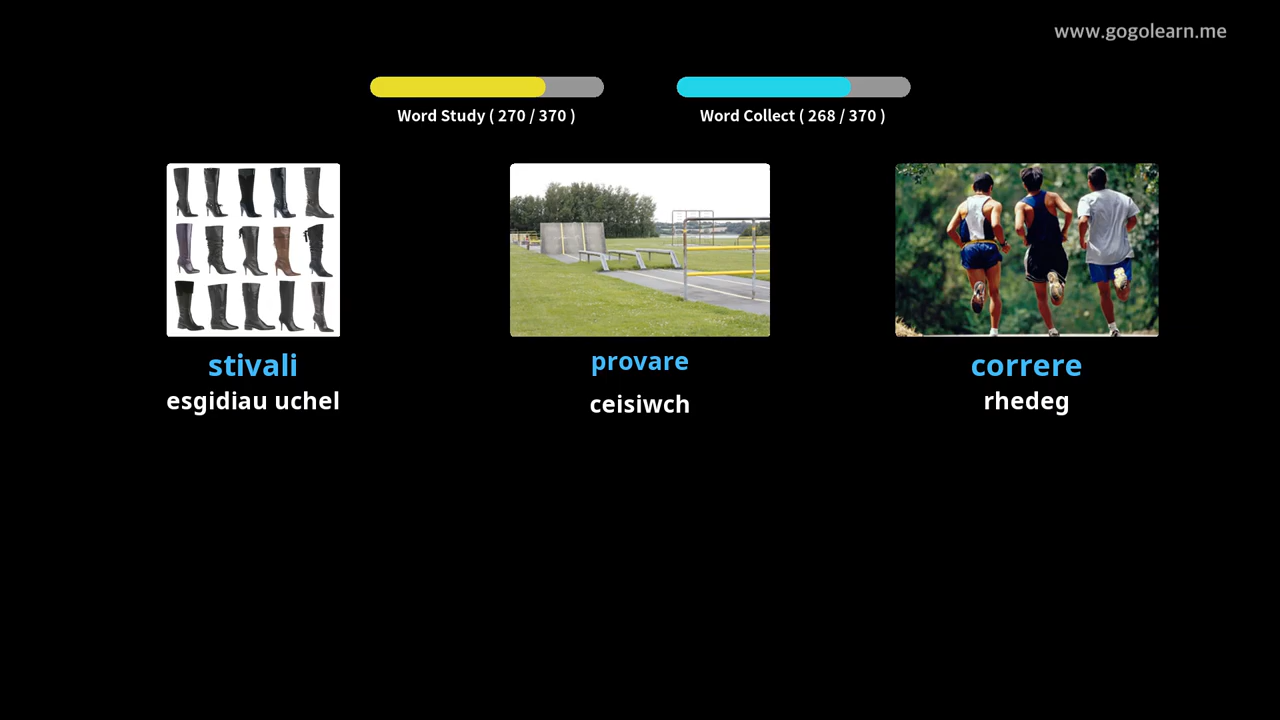 www.gogolearn.me
Word Study ( 270 / 370 )
Word Collect ( 268 / 370 )
stivali
esgidiau uchel
provare
ceisiwch
correre
rhedeg